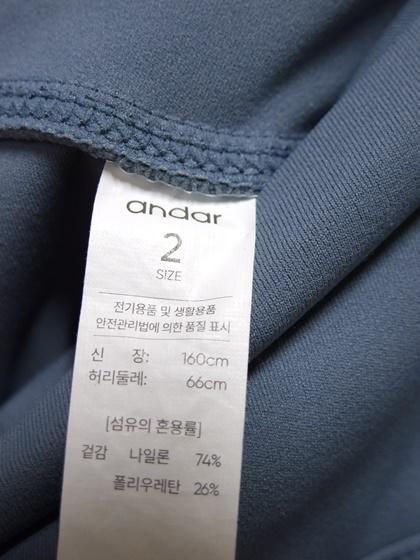 andar
2
SIZE
전기용품 및 생활용품
안전관리법에 의한 품질 표시
신 장: 160cm
허리둘레: 66cm
[섬유의 혼용률]
겉감 나일론 74%
폴리우레탄 26%